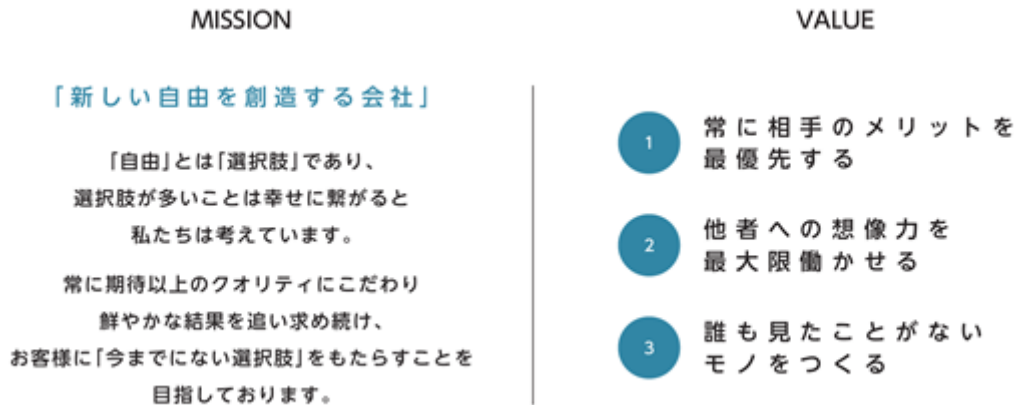 MISSION
「新しい自由を創造する会社」
「自由」とは「選択肢」であり、
選択肢が多いことは幸せに繋がると
私たちは考えています。
常に期待以上のクオリティにこだわり
鮮やかな結果を追い求め続け、
お客様に「今までにない選択肢」をもたらすことを
目指しております。
VALUE
1
常に相手のメリットを
最優先する
2
他者への想像力を
最大限働かせる
3
誰も見たことがない
モノをつくる